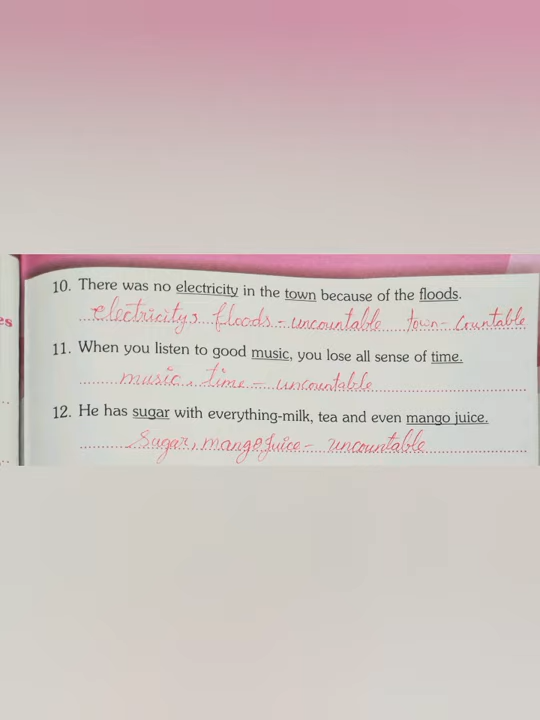 10. There was no electricity in the town because of the floods.
electricity, floods - uncountable town - Countable
es
11. When you listen to good music, you lose all sense of time.
music, time - uncountable
12. He has sugar with everything-milk, tea and even mango juice.
Sugar, mango juice - uncountable